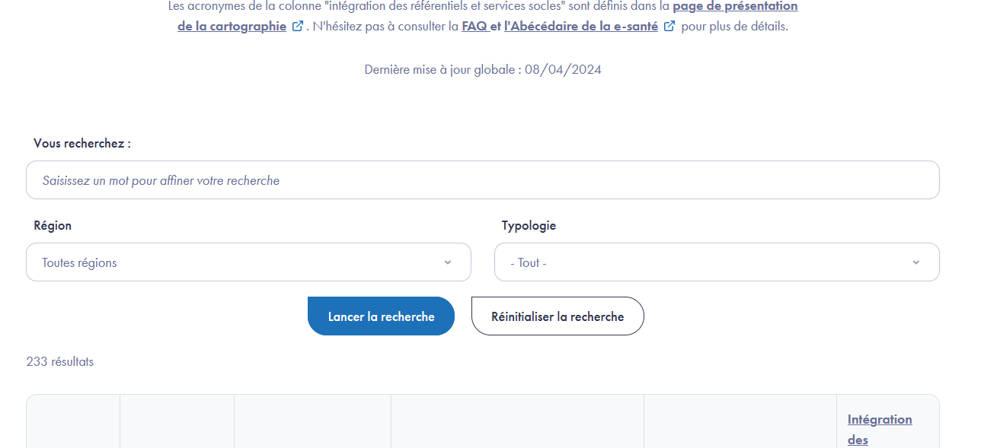 Les acronymes de la colonne "intégration des référentiels et services socles" sont définis dans la page de présentation
de la cartographie . N'hésitez pas à consulter la FAQ et l'Abécédaire de la e-santé pour plus de détails.
Dernière mise à jour globale : 08/04/2024
Vous recherchez :
Saisissez un mot pour affiner votre recherche
Région
Typologie
Toutes régions
- Tout -
Lancer la recherche
Réinitialiser la recherche
233 résultats
Intégration
des